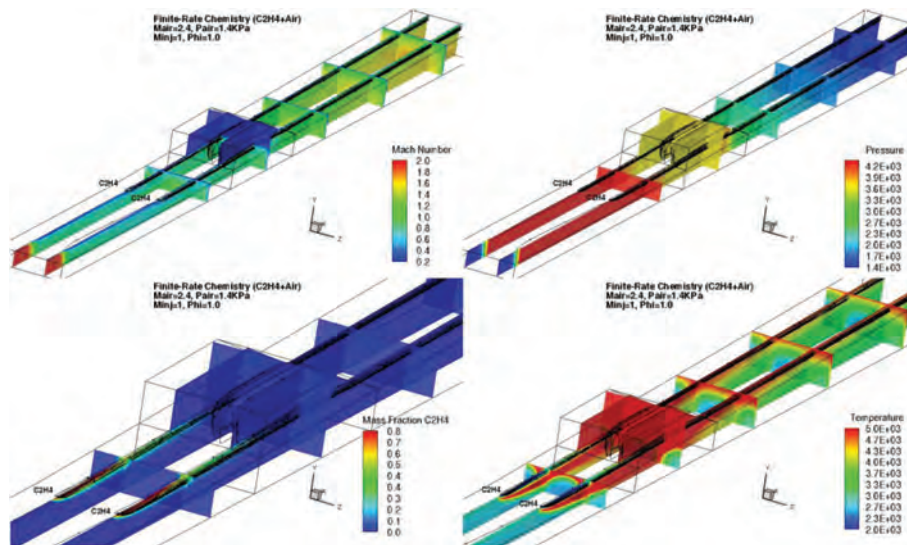 Finite-Rate Chemistry (C2H4+Air)
Mair=2.4, Pair=1.4KPa
Minj=1, Phi=1.0
Mach Number
2.0
1.8
1.6
1.4
1.2
1.0
0.8
0.6
0.4
0.2
C2H4
C2H4
Y
Z
Finite-Rate Chemistry (C2H4+Air)
Mair=2.4, Pair=1.4KPa
Minj=1, Phi=1.0
Pressure
4.2E+03
3.9E+03
3.6E+03
3.3E+03
3.0E+03
2.7E+03
2.3E+03
2.0E+03
1.7E+03
1.4E+03
C2H4
C2H4
Y
Z
Finite-Rate Chemistry (C2H4+Air)
Mair=2.4, Pair=1.4KPa
Minj=1, Phi=1.0
Mass Fraction C2H4
0.8
0.7
0.6
0.5
0.4
0.3
0.2
0.1
0.0
C2H4
C2H4
Y
Z
Finite-Rate Chemistry (C2H4+Air)
Mair=2.4, Pair=1.4KPa
Minj=1, Phi=1.0
Temperature
5.0E+03
4.7E+03
4.3E+03
4.0E+03
3.7E+03
3.3E+03
3.0E+03
2.7E+03
2.3E+03
2.0E+03
C2H4
C2H4
Y
Z